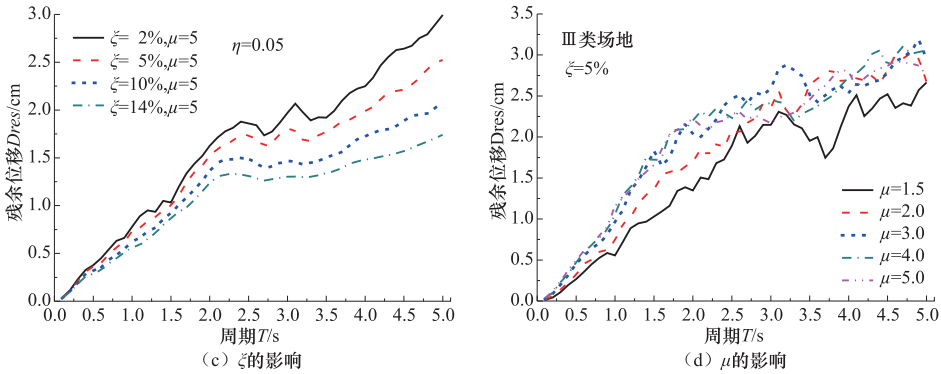 3.0
2.5
2.0
1.5
1.0
0.5
0.0
残余位移Dres/cm
ξ= 2%,μ=5
ξ= 5%,μ=5
ξ=10%,μ=5
ξ=14%,μ=5
η=0.05
0.0 0.5 1.0 1.5 2.0 2.5 3.0 3.5 4.0 4.5 5.0
周期T/s
（c）ξ的影响
3.5
3.0
2.5
2.0
1.5
1.0
0.5
0.0
残余位移Dres/cm
Ⅲ类场地
ξ=5%
μ=1.5
μ=2.0
μ=3.0
μ=4.0
μ=5.0
0.0 0.5 1.0 1.5 2.0 2.5 3.0 3.5 4.0 4.5 5.0
周期T/s
（d）μ的影响